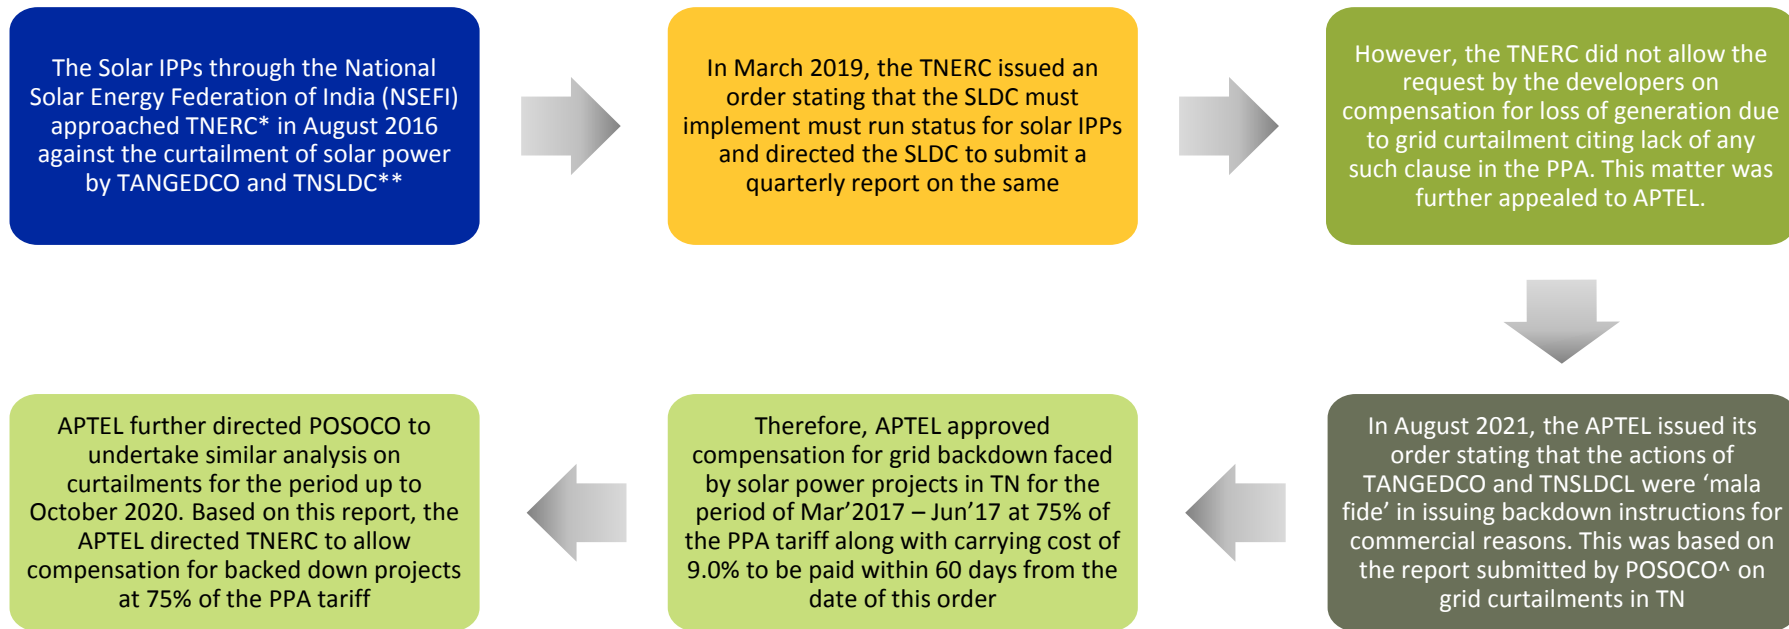 The Solar IPPs through the National
Solar Energy Federation of India (NSEFI)
approached TNERC* in August 2016
against the curtailment of solar power
by TANGEDCO and TNSLDC**
In March 2019, the TNERC issued an
order stating that the SLDC must
implement must run status for solar IPPs
and directed the SLDC to submit a
quarterly report on the same
However, the TNERC did not allow the
request by the developers on
compensation for loss of generation due
to grid curtailment citing lack of any
such clause in the PPA. This matter was
further appealed to APTEL.
In August 2021, the APTEL issued its
order stating that the actions of
TANGEDCO and TNSLDCL were ‘mala
fide’ in issuing backdown instructions for
commercial reasons. This was based on
the report submitted by POSOCO^ on
grid curtailments in TN
Therefore, APTEL approved
compensation for grid backdown faced
by solar power projects in TN for the
period of Mar’2017 – Jun’17 at 75% of
the PPA tariff along with carrying cost of
9.0% to be paid within 60 days from the
date of this order
APTEL further directed POSOCO to
undertake similar analysis on
curtailments for the period up to
October 2020. Based on this report, the
APTEL directed TNERC to allow
compensation for backed down projects
at 75% of the PPA tariff